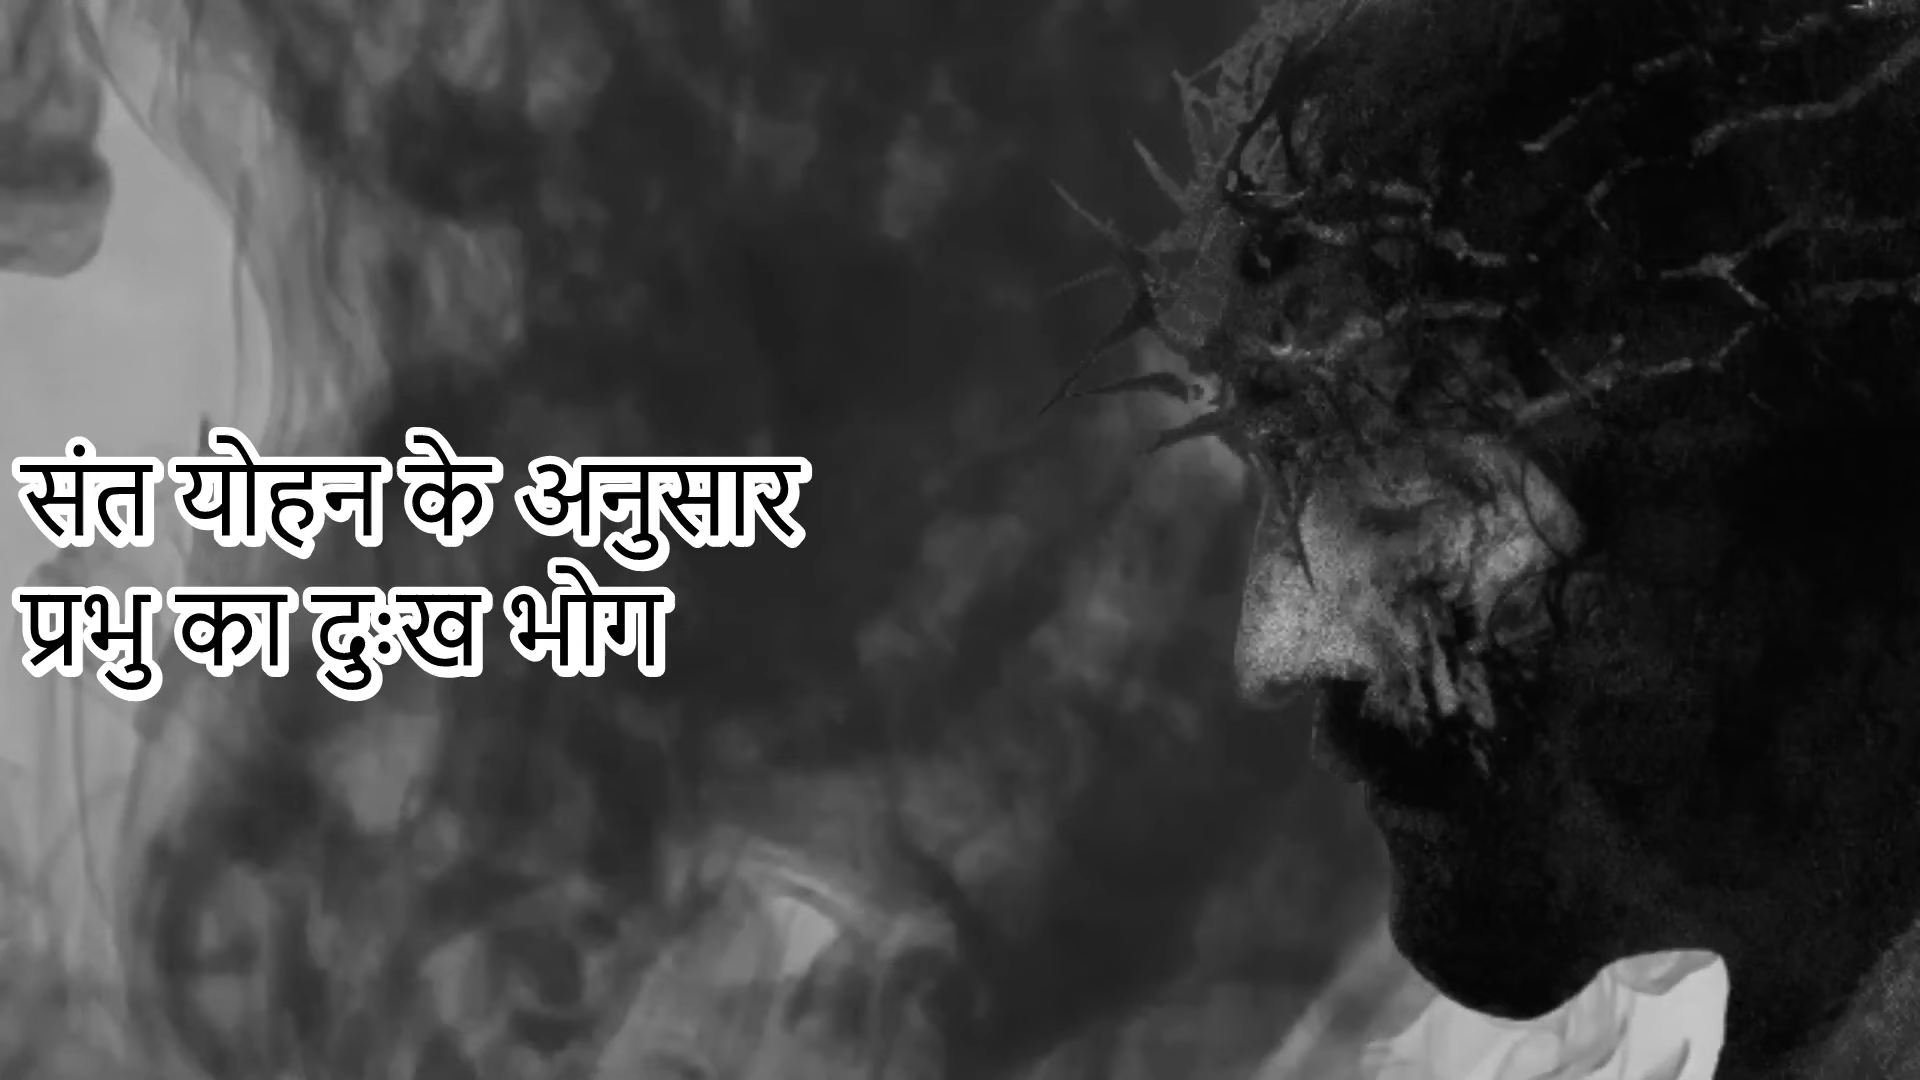 संत योहन के अनुसार
प्रभु का दुःख भोग